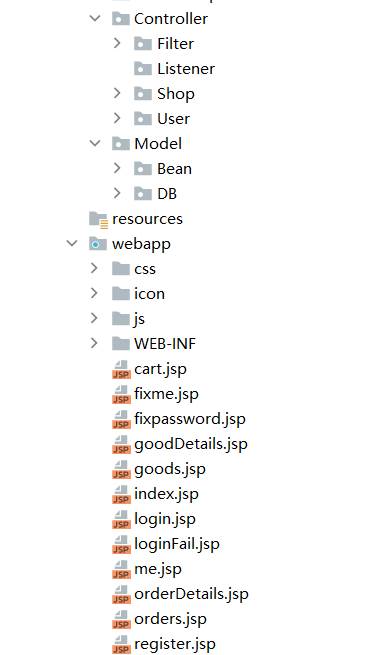 Controller
Filter
Listener
Shop
User
Model
Bean
DB
resources
webapp
css
icon
js
WEB-INF
JSP cart.jsp
JSP fixme.jsp
JSP fixpassword.jsp
JSP goodDetails.jsp
JSP goods.jsp
JSP index.jsp
JSP login.jsp
JSP loginFail.jsp
JSP me.jsp
JSP orderDetails.jsp
JSP orders.jsp
JSP register.jsp